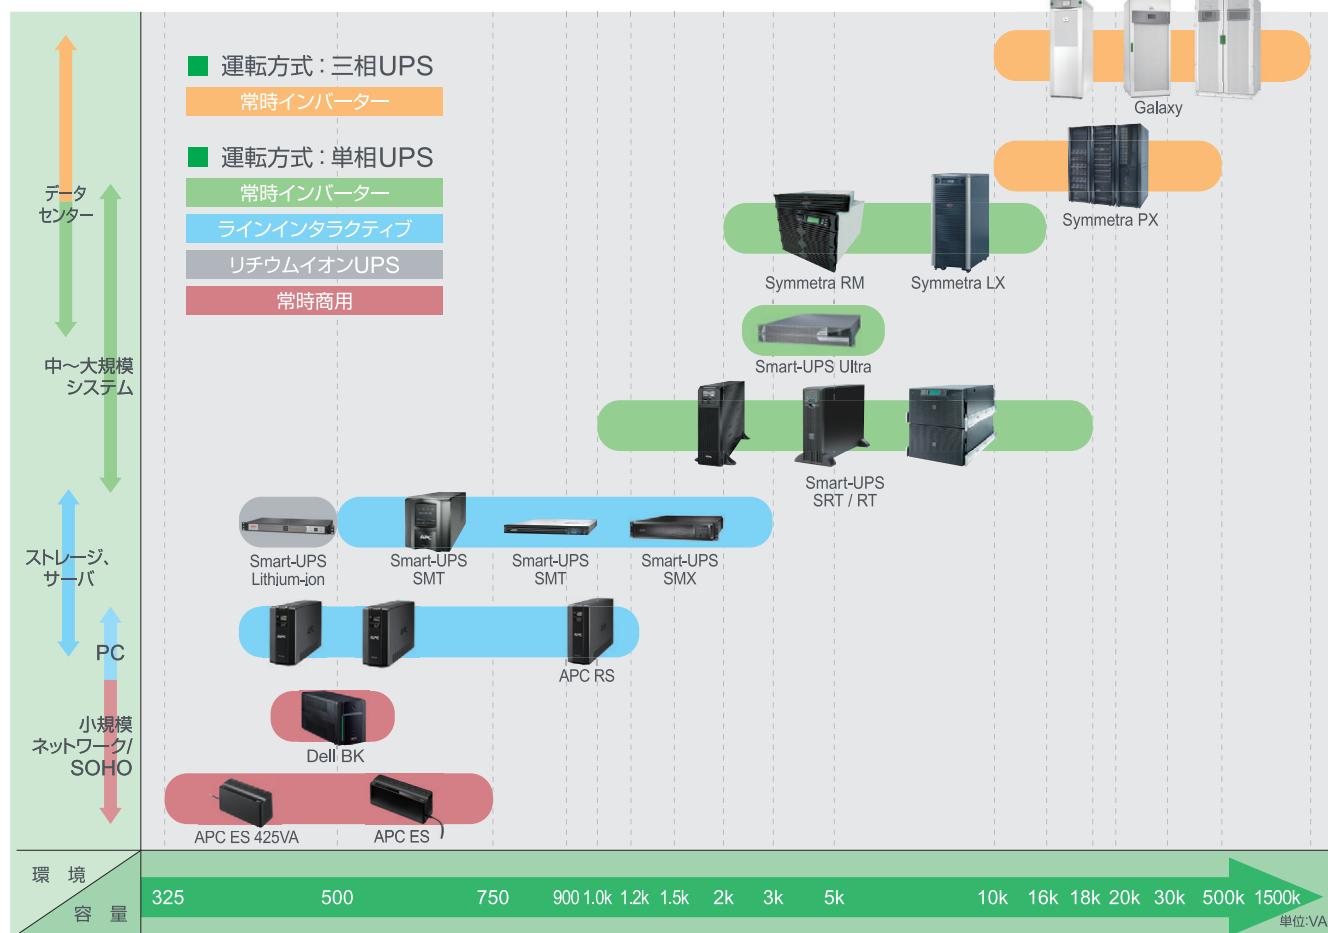 運転方式：三相UPS
常時インバーター
運転方式：単相UPS
常時インバーター
ラインインタラクティブ
リチウムイオンUPS
常時商用
データ
センター
中～大規模
システム
ストレージ、
サーバ
PC
小規模
ネットワーク/
SOHO
Galaxy
Symmetra PX
Symmetra RM
Symmetra LX
Smart-UPS Ultra
Smart-UPS
SRT / RT
Smart-UPS
Lithium-ion
Smart-UPS
SMT
Smart-UPS
SMT
Smart-UPS
SMX
APC RS
Dell BK
APC ES 425VA
APC ES
環 境
容 量
325 500 750 900 1.0k 1.2k 1.5k 2k 3k 5k 10k 16k 18k 20k 30k 500k 1500k
単位:VA